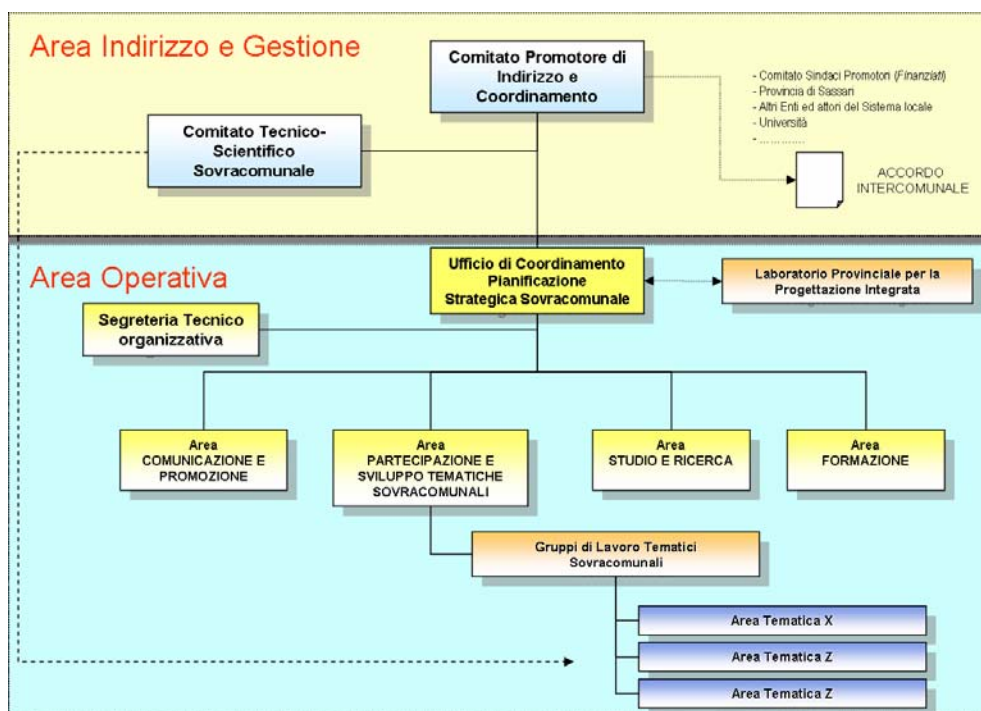 Area Indirizzo e Gestione
Comitato Promotore di
Indirizzo e
Coordinamento
- Comitato Sindaci Promotori (Finanziati)
- Provincia di Sassari
- Altri Enti ed attori del Sistema locale
- Università
- ..............
Comitato Tecnico-
Scientifico
Sovracomunale
ACCORDO
INTERCOMUNALE
Area Operativa
Ufficio di Coordinamento
Pianificazione
Strategica Sovracomunale
Laboratorio Provinciale per la
Progettazione Integrata
Segreteria Tecnico
organizzativa
Area
COMUNICAZIONE E
PROMOZIONE
Area
PARTECIPAZIONE E
SVILUPPO TEMATICHE
SOVRACOMUNALI
Area
STUDIO E RICERCA
Area
FORMAZIONE
Gruppi di Lavoro Tematici
Sovracomunali
Area Tematica X
Area Tematica Z
Area Tematica Z